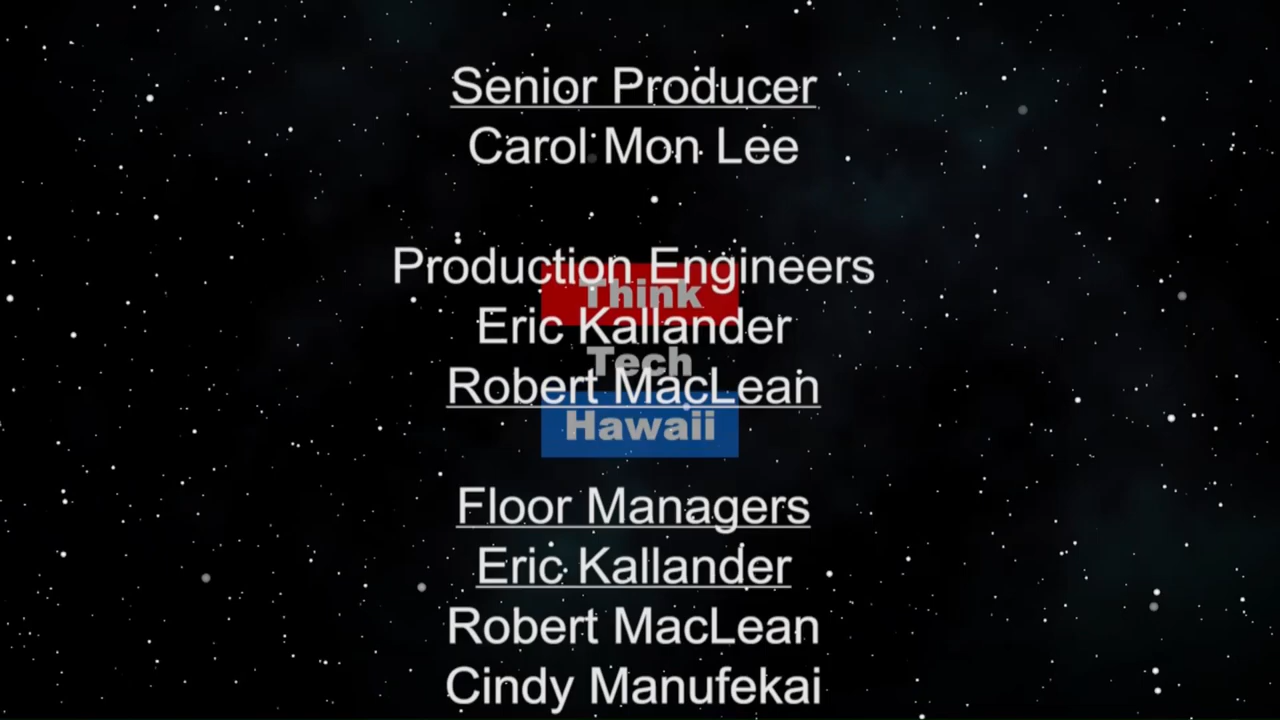 Senior Producer
Carol Mon Lee
Production Engineers
Think
Eric Kallander
Tech
Robert MacLean
Hawaii
Floor Managers
Eric Kallander
Robert MacLean
Cindy Manufekai